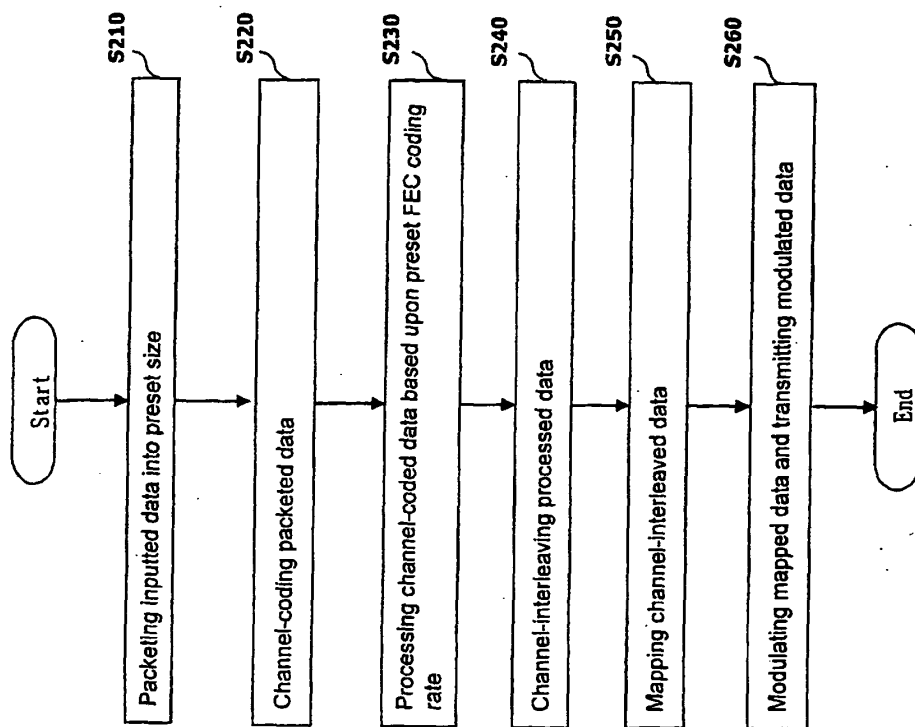 Start
S210
Packeting inputted data into preset size
S220
Channel-coding packeted data
S230
Processing channel-coded data based upon preset FEC coding
rate
S240
Channel-interleaving processed data
S250
Mapping channel-interleaved data
S260
Modulating mapped data and transmitting modulated data
End